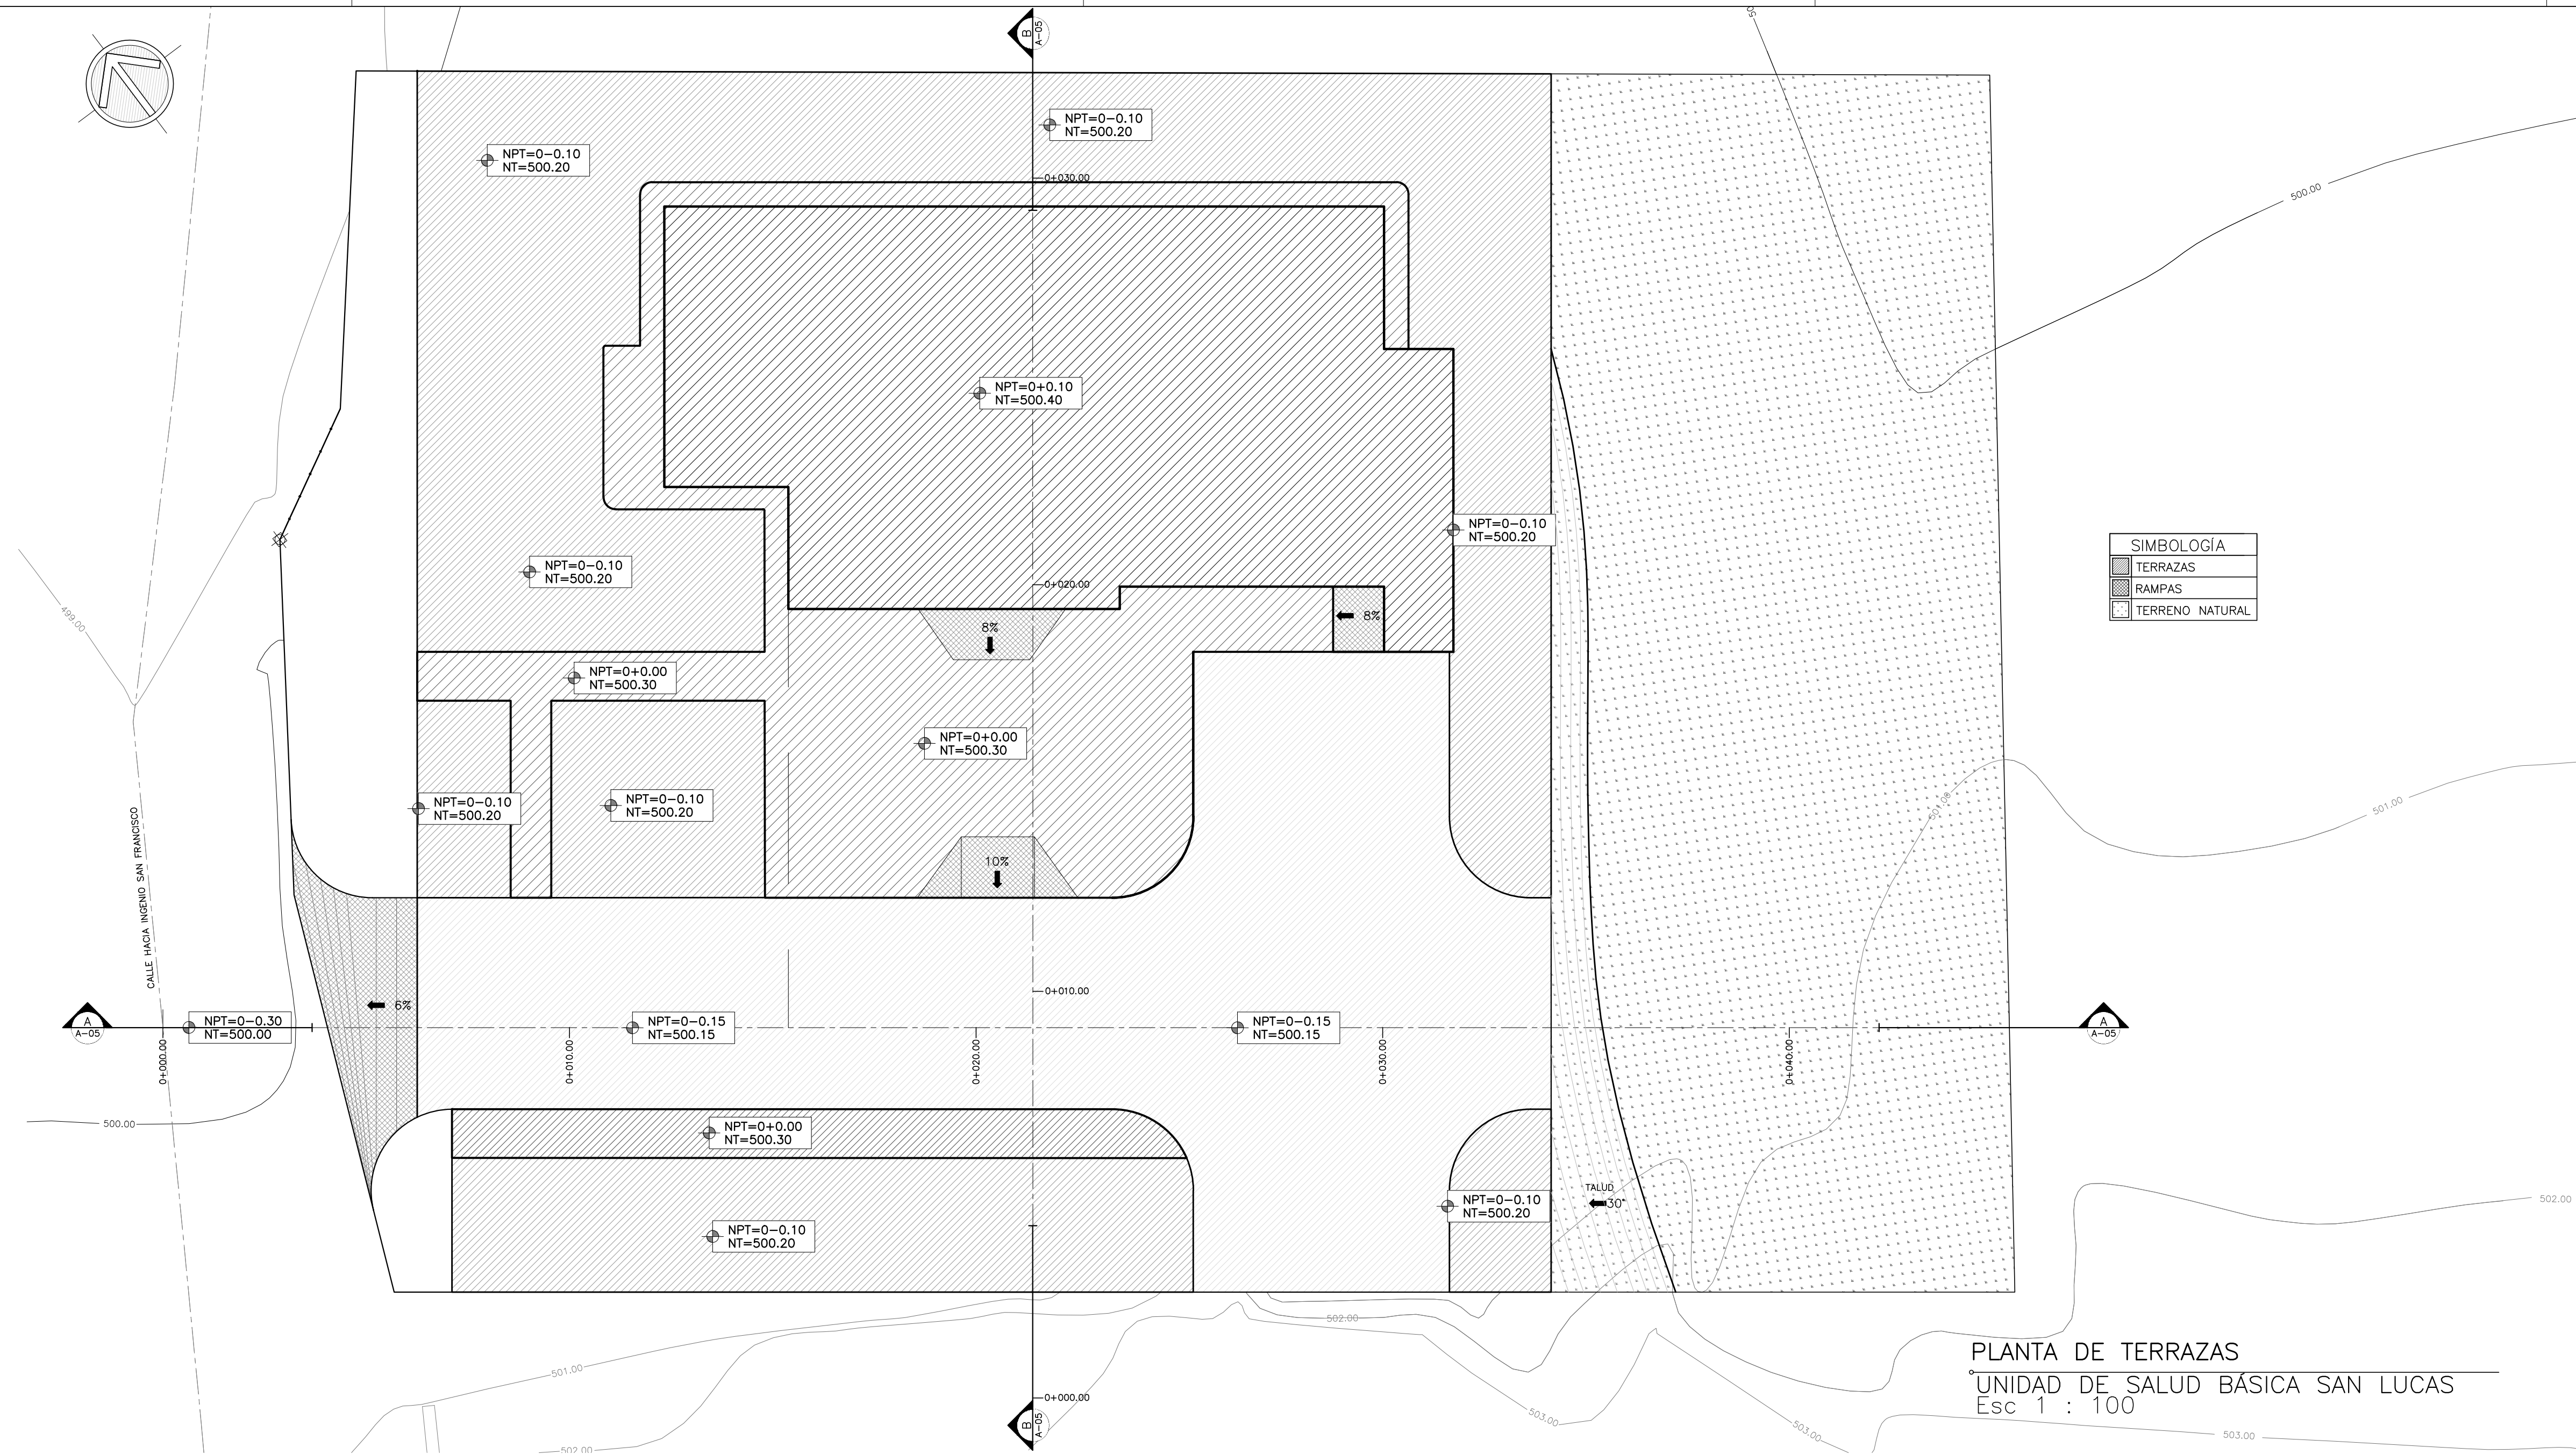 B
A-05
NPT=0-0.10
NT=500.20
NPT=0-0.10
NT=500.20
0+030.00
500.00
NPT=0+0.10
NT=500.40
NPT=0-0.10
NT=500.20
SIMBOLOGÍA
TERRAZAS
RAMPAS
TERRENO NATURAL
NPT=0-0.10
NT=500.20
0+020.00
499.00
8%
8%
NPT=0+0.00
NT=500.30
NPT=0+0.00
NT=500.30
NPT=0-0.10
NT=500.20
NPT=0-0.10
NT=500.20
501.00
501.00
10%
CALLE HACIA INGENIO SAN FRANCISCO
0+010.00
6%
A
A-05
NPT=0-0.30
NT=500.00
NPT=0-0.15
NT=500.15
NPT=0-0.15
NT=500.15
A
A-05
0+000.00
0+010.00
0+020.00
0+030.00
0+040.00
500.00
NPT=0+0.00
NT=500.30
TALUD
30°
NPT=0-0.10
NT=500.20
502.00
NPT=0-0.10
NT=500.20
502.00
501.00
0+000.00
503.00
503.00
503.00
502.00
B
A-05
PLANTA DE TERRAZAS
UNIDAD DE SALUD BÁSICA SAN LUCAS
Esc 1 : 100